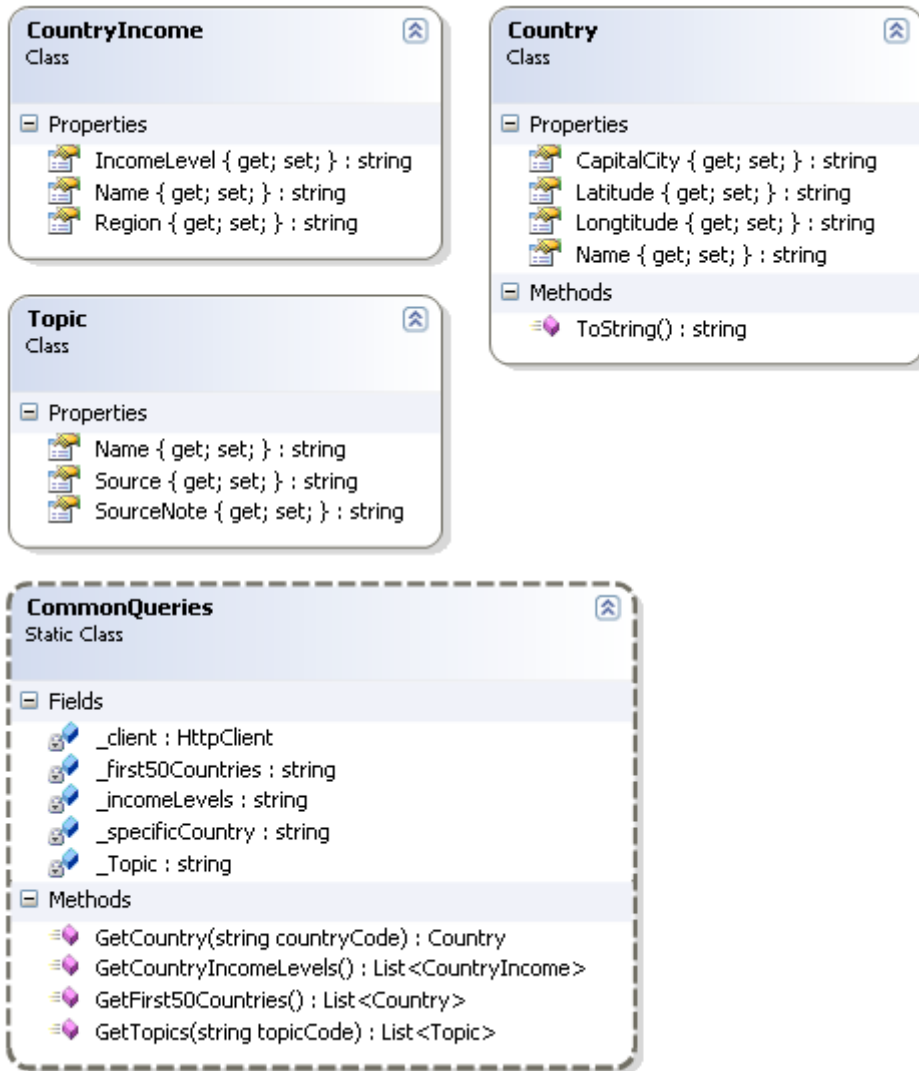 CountryIncome
Class
Properties
IncomeLevel { get; set; } : string
Name { get; set; } : string
Region { get; set; } : string
Country
Class
Properties
CapitalCity { get; set; } : string
Latitude { get; set; } : string
Longtitude { get; set; } : string
Name { get; set; } : string
Methods
ToString() : string
Topic
Class
Properties
Name { get; set; } : string
Source { get; set; } : string
SourceNote { get; set; } : string
CommonQueries
Static Class
Fields
_client : HttpClient
_first50Countries : string
_incomeLevels : string
_specificCountry : string
_Topic : string
Methods
GetCountry(string countryCode) : Country
GetCountryIncomeLevels() : List<CountryIncome>
GetFirst50Countries() : List<Country>
GetTopics(string topicCode) : List<Topic>